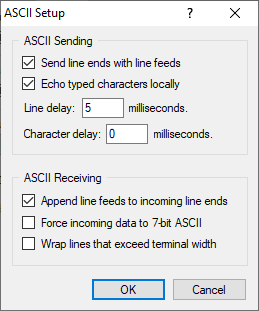 ASCII Setup
?
ASCII Sending
Send line ends with line feeds
Echo typed characters locally
Line delay: 5 milliseconds.
Character delay: 0 milliseconds.
ASCII Receiving
Append line feeds to incoming line ends
Force incoming data to 7-bit ASCII
Wrap lines that exceed terminal width
OK Cancel